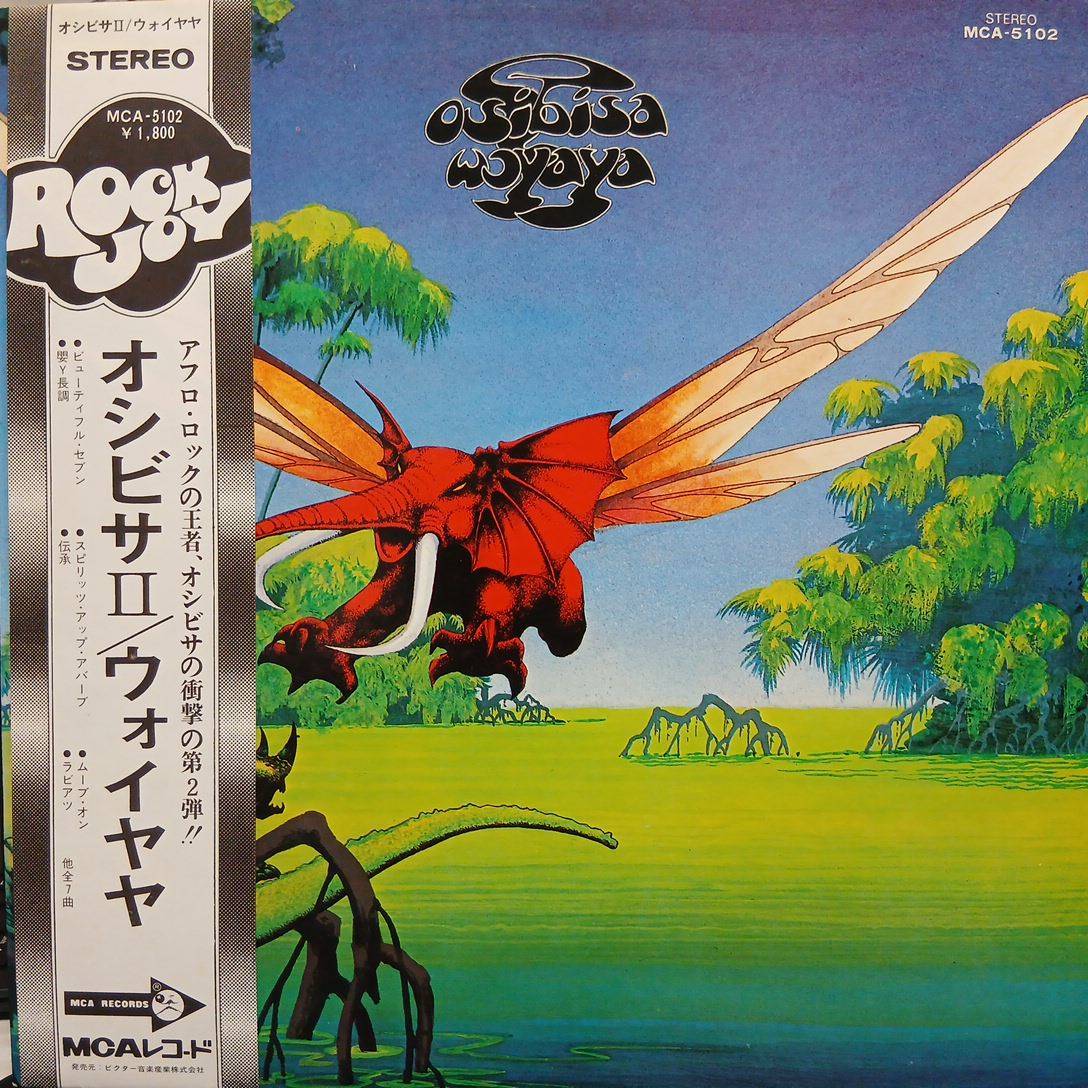 オシビサⅡ/ウォイヤヤ
STEREO
MCA-5102
￥1,800
ROCK JOY
アフロ・ロックの王者、オシビサの衝撃の第2弾!!
オシビサⅡ/ウォイヤヤ
●ビューティフル・セブン
●嬰Y長調
●スピリッツ・アップ・アバーブ
●伝承
●ムーブ・オン
●ラビアツ
他全7曲
MCA RECORDS
®
MCAレコード
発売元:ビクター音楽産業株式会社
osibisa
woyaya
STEREO
MCA-5102